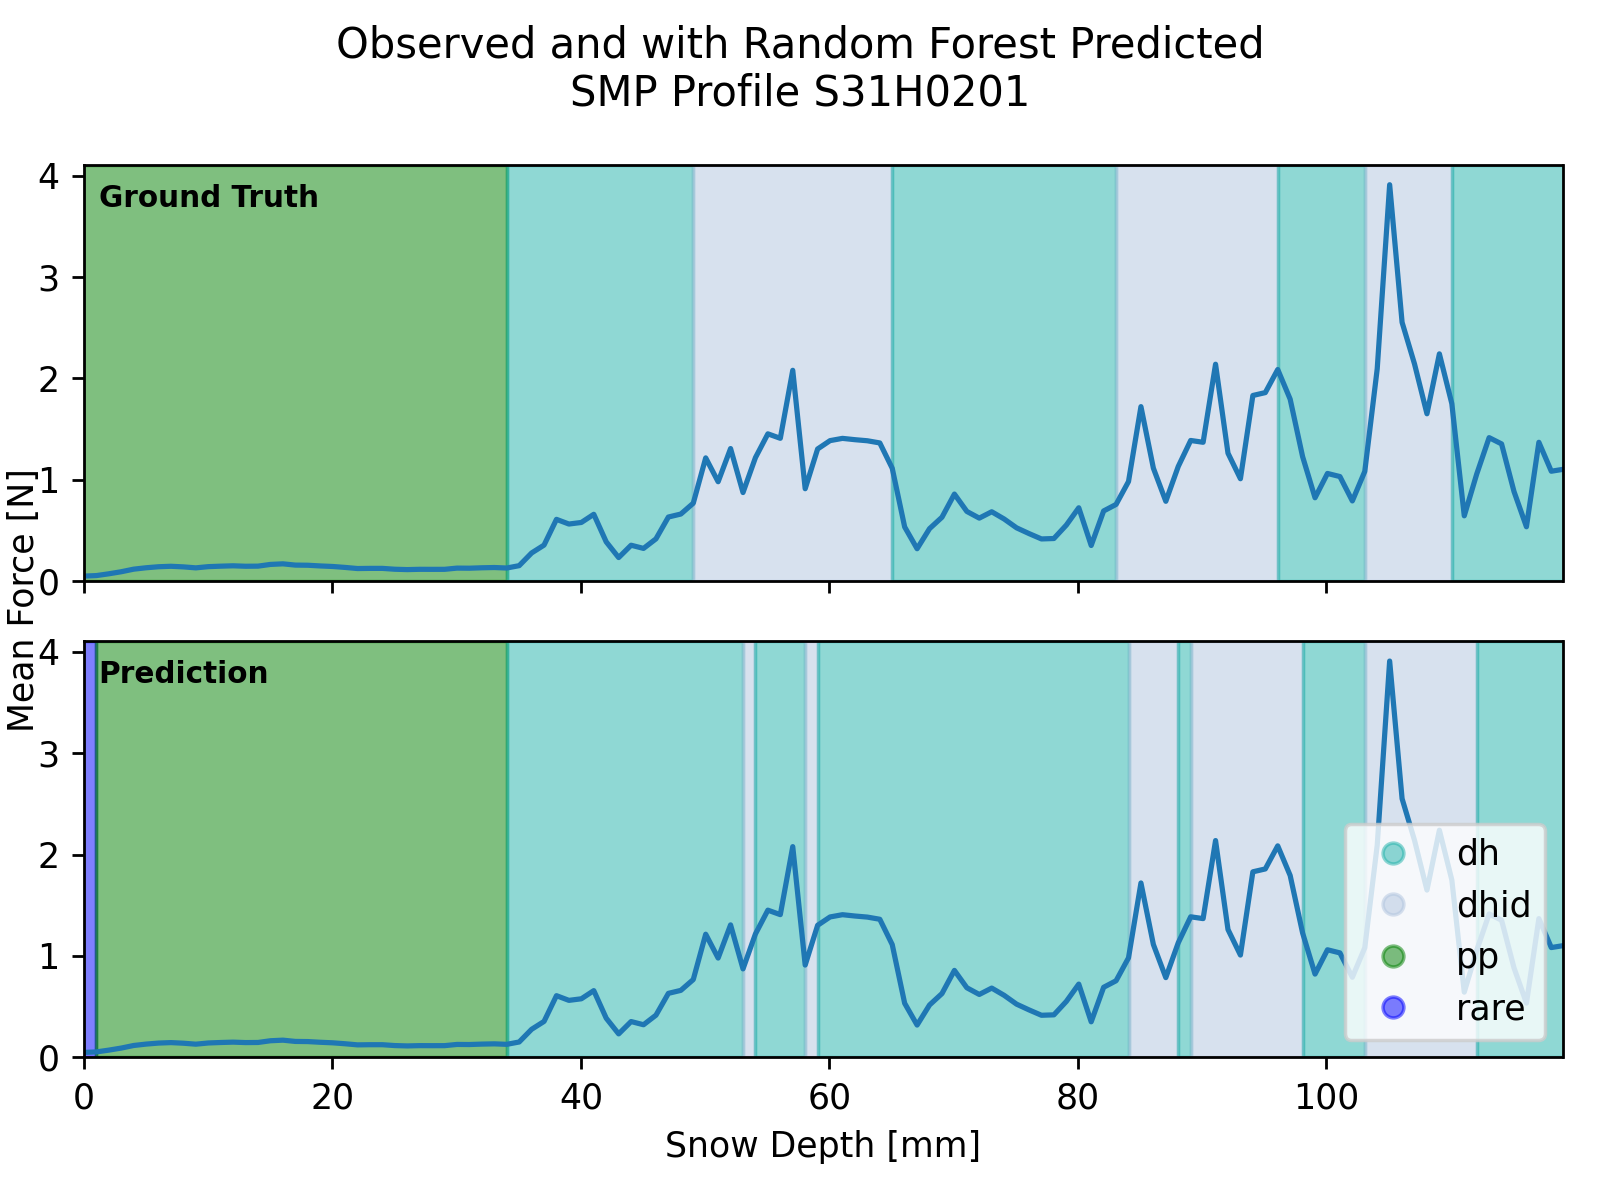 Observed and with Random Forest Predicted
SMP Profile S31H0201
4
Ground Truth
3
2
1
0
Mean Force [N]
4
Prediction
3
2
1
0
dh
dhid
pp
rare
0 20 40 60 80 100
Snow Depth [mm]